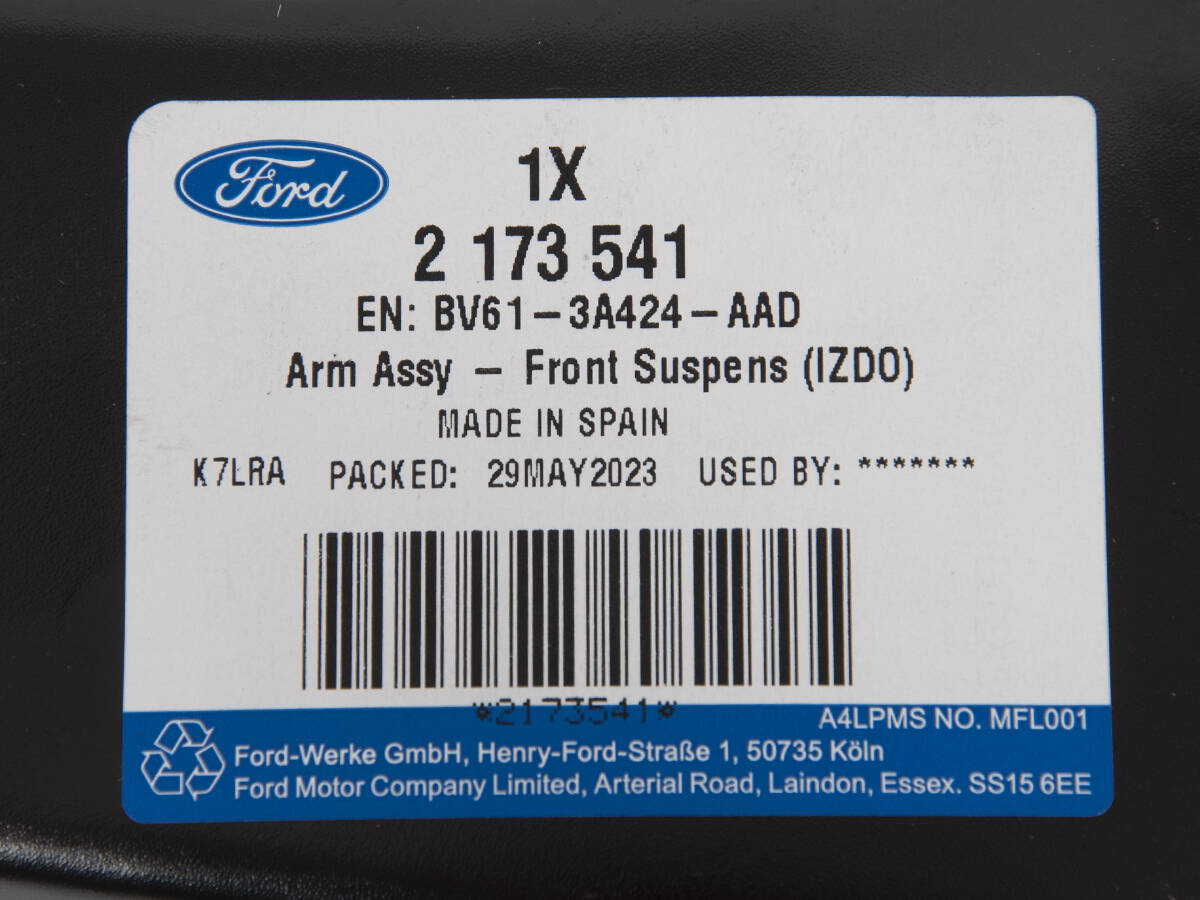 Ford
1X
2 173 541
EN: BV61-3A424-AAD
Arm Assy - Front Suspens (IZDO)
MADE IN SPAIN
K7LRA PACKED: 29MAY2023 USED BY: *******
*2173541*
A4LPMS NO. MFL001
Ford-Werke GmbH, Henry-Ford-Straße 1, 50735 Köln
Ford Motor Company Limited, Arterial Road, Laindon, Essex. SS15 6EE